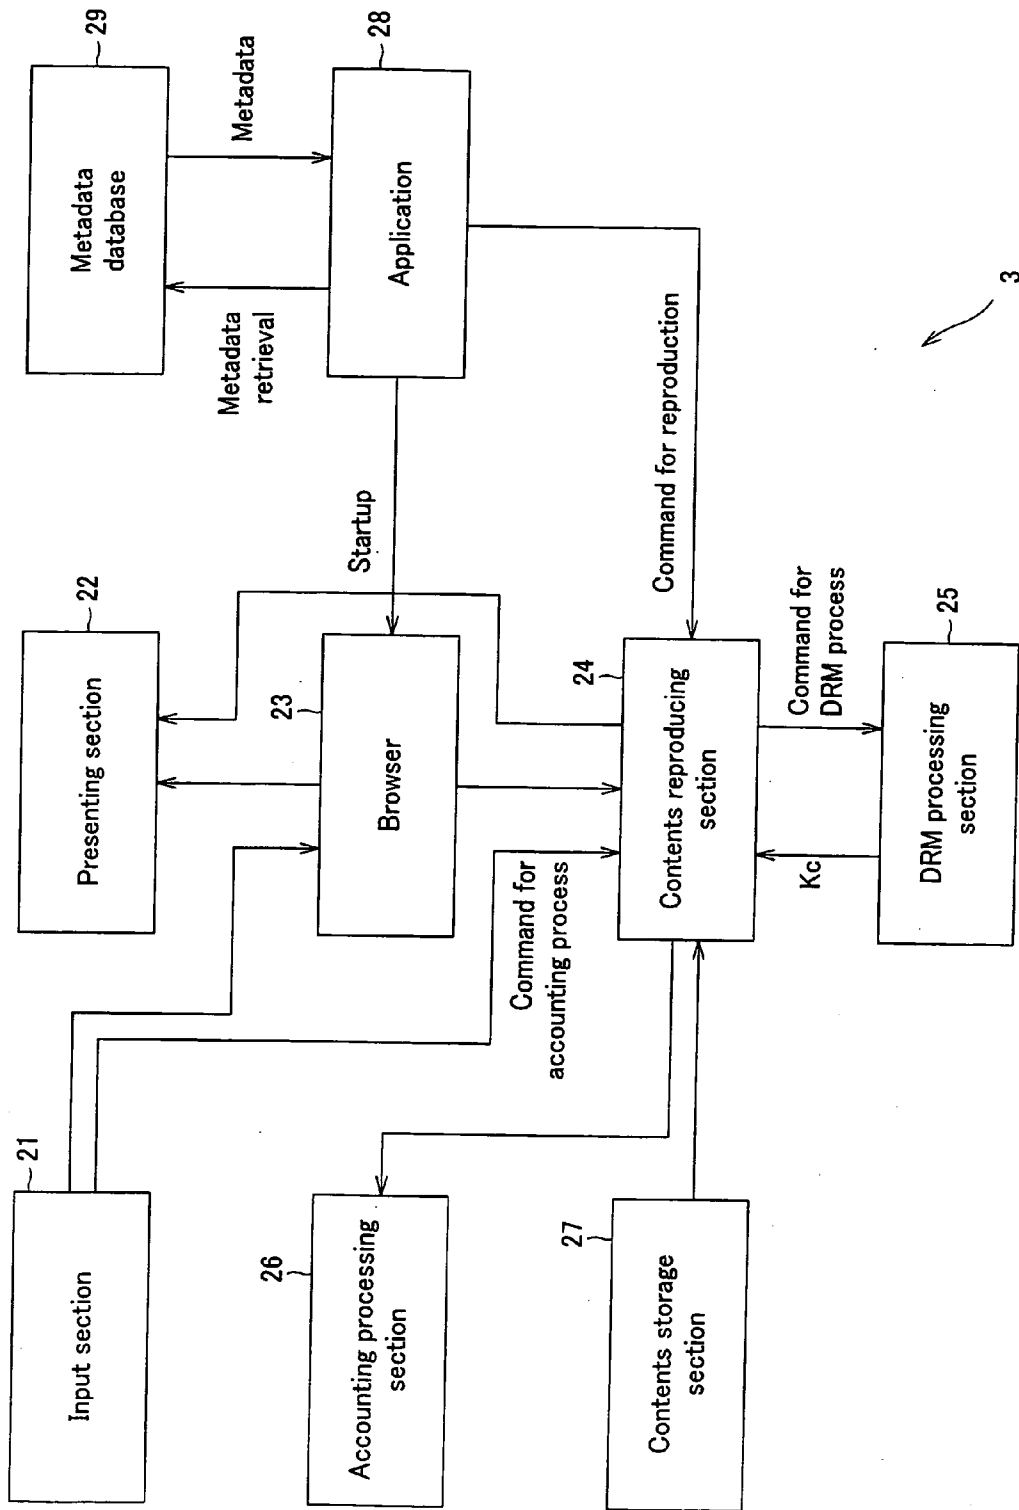 21
Input section
26
Accounting processing
section
27
Contents storage
section
22
Presenting section
23
Browser
Command for
accounting process
24
Contents reproducing
section
Kc
Command for
DRM process
25
DRM processing
section
Startup
Command for reproduction
29
Metadata
database
Metadata
retrieval
Metadata
28
Application
3